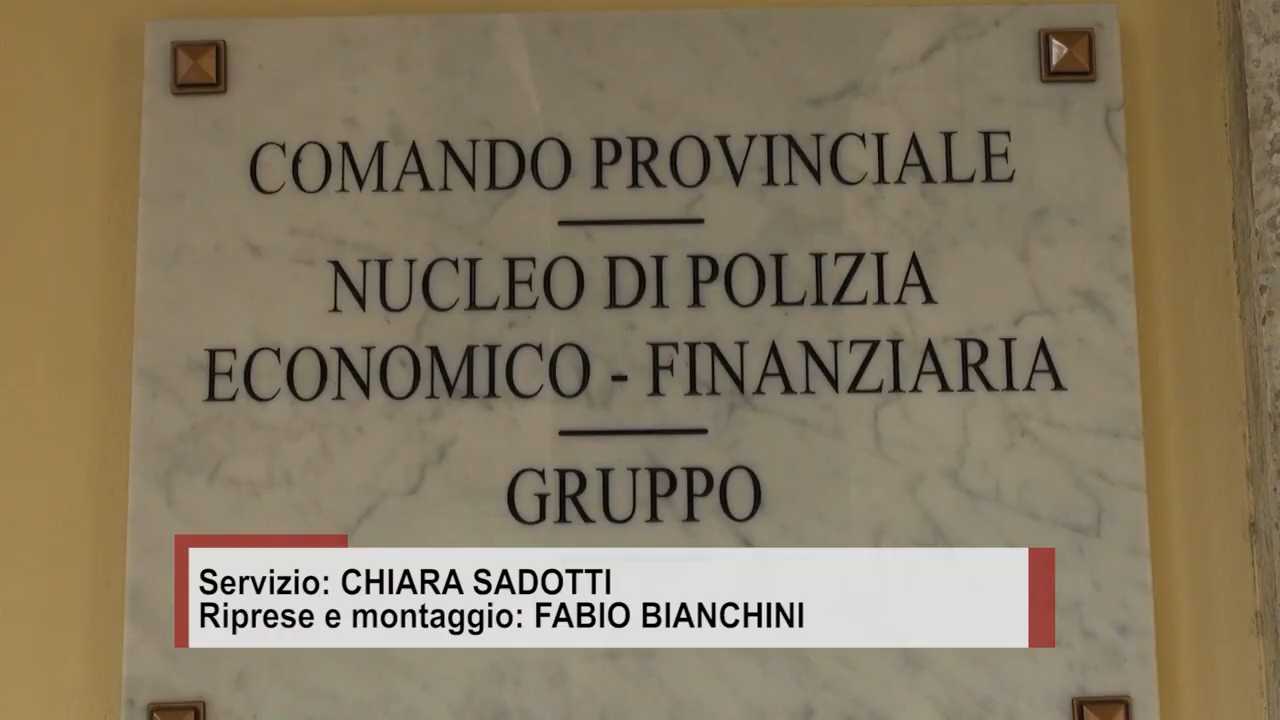 COMANDO PROVINCIALE
NUCLEO DI POLIZIA
ECONOMICO - FINANZIARIA
GRUPPO
Servizio: CHIARA SADOTTI
Riprese e montaggio: FABIO BIANCHINI